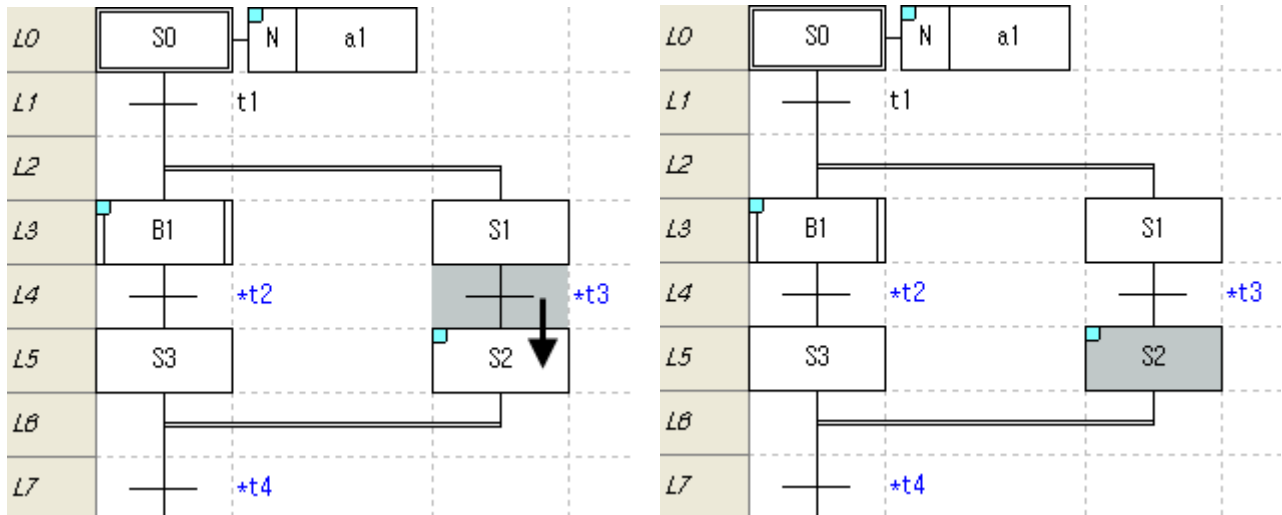 L0 S0 N a1
L1 t1
L2
L3 B1 S1
L4 *t2 *t3
L5 S3 S2
L6
L7 *t4
L0 S0 N a1
L1 t1
L2
L3 B1 S1
L4 *t2 *t3
L5 S3 S2
L6
L7 *t4